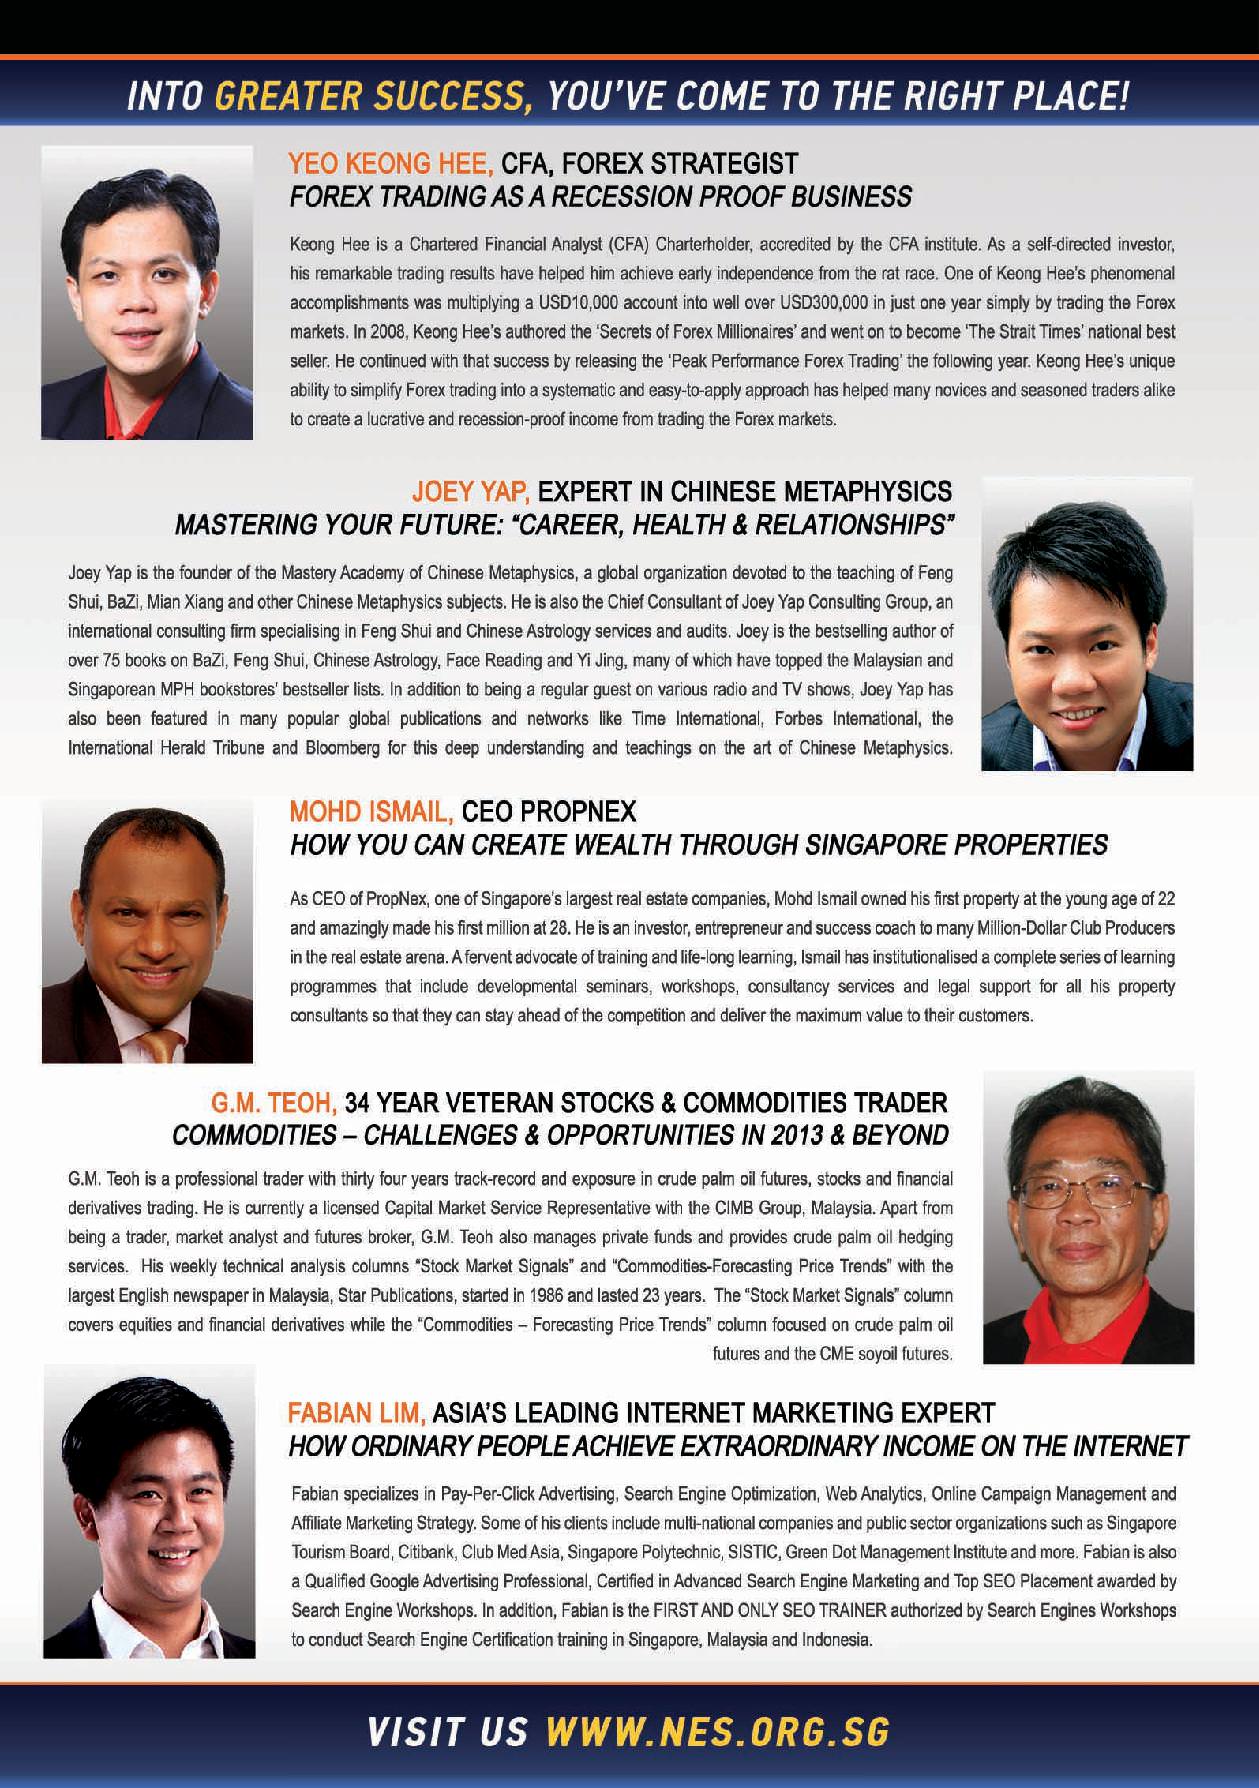 INTO GREATER SUCCESS, YOU'VE COME TO THE RIGHT PLACE!
YEO KEONG HEE, CFA, FOREX STRATEGIST
FOREX TRADING AS A RECESSION PROOF BUSINESS
Keong Hee is a Chartered Financial Analyst (CFA) Charterholder, accredited by the CFA institute. As a self-directed investor,
his remarkable trading results have helped him achieve early independence from the rat race. One of Keong Hee's phenomenal
accomplishments was multiplying a USD10,000 account into well over USD300,000 in just one year simply by trading the Forex
markets. In 2008, Keong Hee's authored the 'Secrets of Forex Millionaires' and went on to become 'The Strait Times' national best
seller. He continued with that success by releasing the 'Peak Performance Forex Trading' the following year. Keong Hee's unique
ability to simplify Forex trading into a systematic and easy-to-apply approach has helped many novices and seasoned traders alike
to create a lucrative and recession-proof income from trading the Forex markets.
JOEY YAP, EXPERT IN CHINESE METAPHYSICS
MASTERING YOUR FUTURE: "CAREER, HEALTH & RELATIONSHIPS"
Joey Yap is the founder of the Mastery Academy of Chinese Metaphysics, a global organization devoted to the teaching of Feng
Shui, BaZi, Mian Xiang and other Chinese Metaphysics subjects. He is also the Chief Consultant of Joey Yap Consulting Group, an
international consulting firm specialising in Feng Shui and Chinese Astrology services and audits. Joey is the bestselling author of
over 75 books on BaZi, Feng Shui, Chinese Astrology, Face Reading and Yi Jing, many of which have topped the Malaysian and
Singaporean MPH bookstores' bestseller lists. In addition to being a regular guest on various radio and TV shows, Joey Yap has
also been featured in many popular global publications and networks like Time International, Forbes International, the
International Herald Tribune and Bloomberg for this deep understanding and teachings on the art of Chinese Metaphysics.
MOHD ISMAIL, CEO PROPNEX
HOW YOU CAN CREATE WEALTH THROUGH SINGAPORE PROPERTIES
As CEO of PropNex, one of Singapore's largest real estate companies, Mohd Ismail owned his first property at the young age of 22
and amazingly made his first million at 28. He is an investor, entrepreneur and success coach to many Million-Dollar Club Producers
in the real estate arena. A fervent advocate of training and life-long learning, Ismail has institutionalised a complete series of learning
programmes that include developmental seminars, workshops, consultancy services and legal support for all his property
consultants so that they can stay ahead of the competition and deliver the maximum value to their customers.
G.M. TEOH, 34 YEAR VETERAN STOCKS & COMMODITIES TRADER
COMMODITIES – CHALLENGES & OPPORTUNITIES IN 2013 & BEYOND
G.M. Teoh is a professional trader with thirty four years track-record and exposure in crude palm oil futures, stocks and financial
derivatives trading. He is currently a licensed Capital Market Service Representative with the CIMB Group, Malaysia. Apart from
being a trader, market analyst and futures broker, G.M. Teoh also manages private funds and provides crude palm oil hedging
services. His weekly technical analysis columns "Stock Market Signals" and "Commodities-Forecasting Price Trends" with the
largest English newspaper in Malaysia, Star Publications, started in 1986 and lasted 23 years. The "Stock Market Signals" column
covers equities and financial derivatives while the "Commodities – Forecasting Price Trends" column focused on crude palm oil
futures and the CME soyoil futures.
FABIAN LIM, ASIA'S LEADING INTERNET MARKETING EXPERT
HOW ORDINARY PEOPLE ACHIEVE EXTRAORDINARY INCOME ON THE INTERNET
Fabian specializes in Pay-Per-Click Advertising, Search Engine Optimization, Web Analytics, Online Campaign Management and
Affiliate Marketing Strategy. Some of his clients include multi-national companies and public sector organizations such as Singapore
Tourism Board, Citibank, Club Med Asia, Singapore Polytechnic, SISTIC, Green Dot Management Institute and more. Fabian is also
a Qualified Google Advertising Professional, Certified in Advanced Search Engine Marketing and Top SEO Placement awarded by
Search Engine Workshops. In addition, Fabian is the FIRST AND ONLY SEO TRAINER authorized by Search Engines Workshops
to conduct Search Engine Certification training in Singapore, Malaysia and Indonesia.
VISIT US WWW.NES.ORG.SG